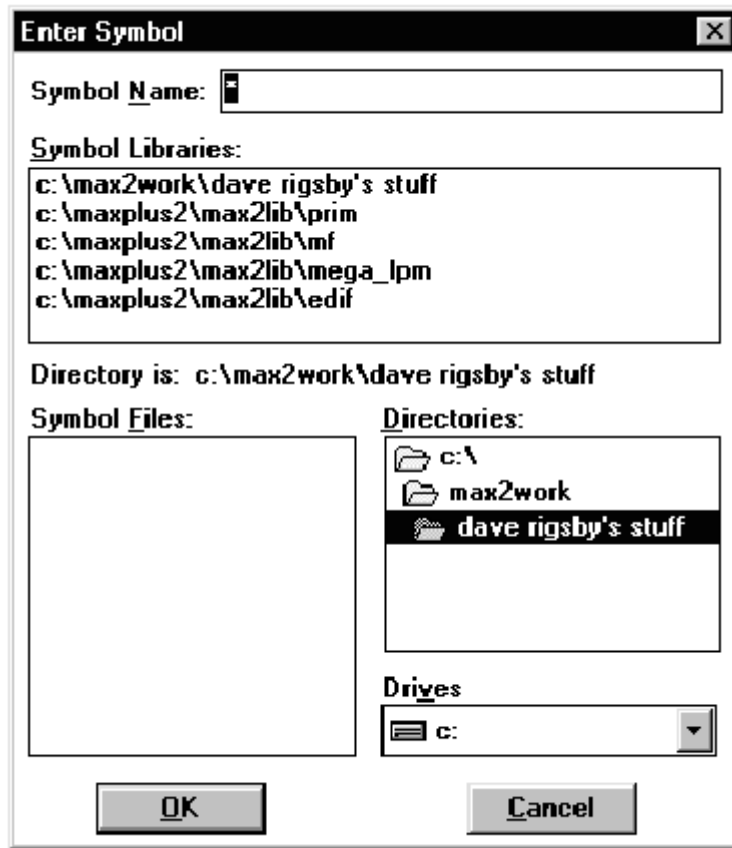 Enter Symbol
Symbol Name: *
Symbol Libraries:
c:\max2work\dave rigsby's stuff
c:\maxplus2\max2lib\prim
c:\maxplus2\max2lib\mf
c:\maxplus2\max2lib\mega_lpm
c:\maxplus2\max2lib\edif
Directory is: c:\max2work\dave rigsby's stuff
Symbol Files:
Directories:
c:\
max2work
dave rigsby's stuff
Drives
c:
OK
Cancel